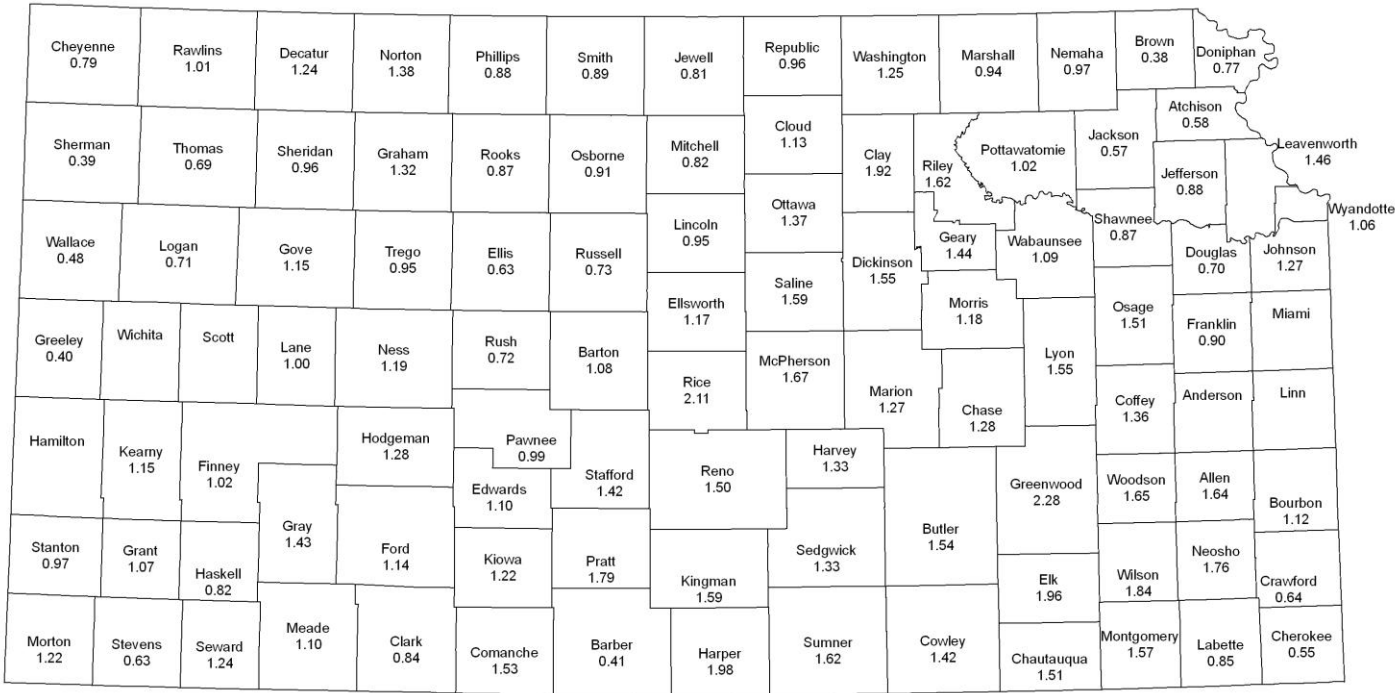 Cheyenne
0.79
Rawlins
1.01
Decatur
1.24
Norton
1.38
Phillips
0.88
Smith
0.89
Jewell
0.81
Republic
0.96
Washington
1.25
Marshall
0.94
Nemaha
0.97
Brown
0.38
Doniphan
0.77
Sherman
0.39
Thomas
0.69
Sheridan
0.96
Graham
1.32
Rooks
0.87
Osborne
0.91
Mitchell
0.82
Cloud
1.13
Clay
1.92
Riley
1.62
Pottawatomie
1.02
Jackson
0.57
Atchison
0.58
Jefferson
0.88
Leavenworth
1.46
Wyandotte
1.06
Wallace
0.48
Logan
0.71
Gove
1.15
Trego
0.95
Ellis
0.63
Russell
0.73
Lincoln
0.95
Ottawa
1.37
Saline
1.59
Dickinson
1.55
Geary
1.44
Wabaunsee
1.09
Shawnee
0.87
Douglas
0.70
Johnson
1.27
Greeley
0.40
Wichita
Scott
Lane
1.00
Ness
1.19
Rush
0.72
Barton
1.08
Ellsworth
1.17
Rice
2.11
McPherson
1.67
Marion
1.27
Morris
1.18
Chase
1.28
Lyon
1.55
Osage
1.51
Franklin
0.90
Miami
Coffey
1.36
Anderson
Linn
Hamilton
Kearny
1.15
Finney
1.02
Hodgeman
1.28
Pawnee
0.99
Edwards
1.10
Stafford
1.42
Reno
1.50
Harvey
1.33
Sedgwick
1.33
Butler
1.54
Greenwood
2.28
Woodson
1.65
Allen
1.64
Bourbon
1.12
Stanton
0.97
Grant
1.07
Haskell
0.82
Gray
1.43
Ford
1.14
Kiowa
1.22
Pratt
1.79
Kingman
1.59
Elk
1.96
Wilson
1.84
Neosho
1.76
Crawford
0.64
Morton
1.22
Stevens
0.63
Seward
1.24
Meade
1.10
Clark
0.84
Comanche
1.53
Barber
0.41
Harper
1.98
Sumner
1.62
Cowley
1.42
Chautauqua
1.51
Montgomery
1.57
Labette
0.85
Cherokee
0.55